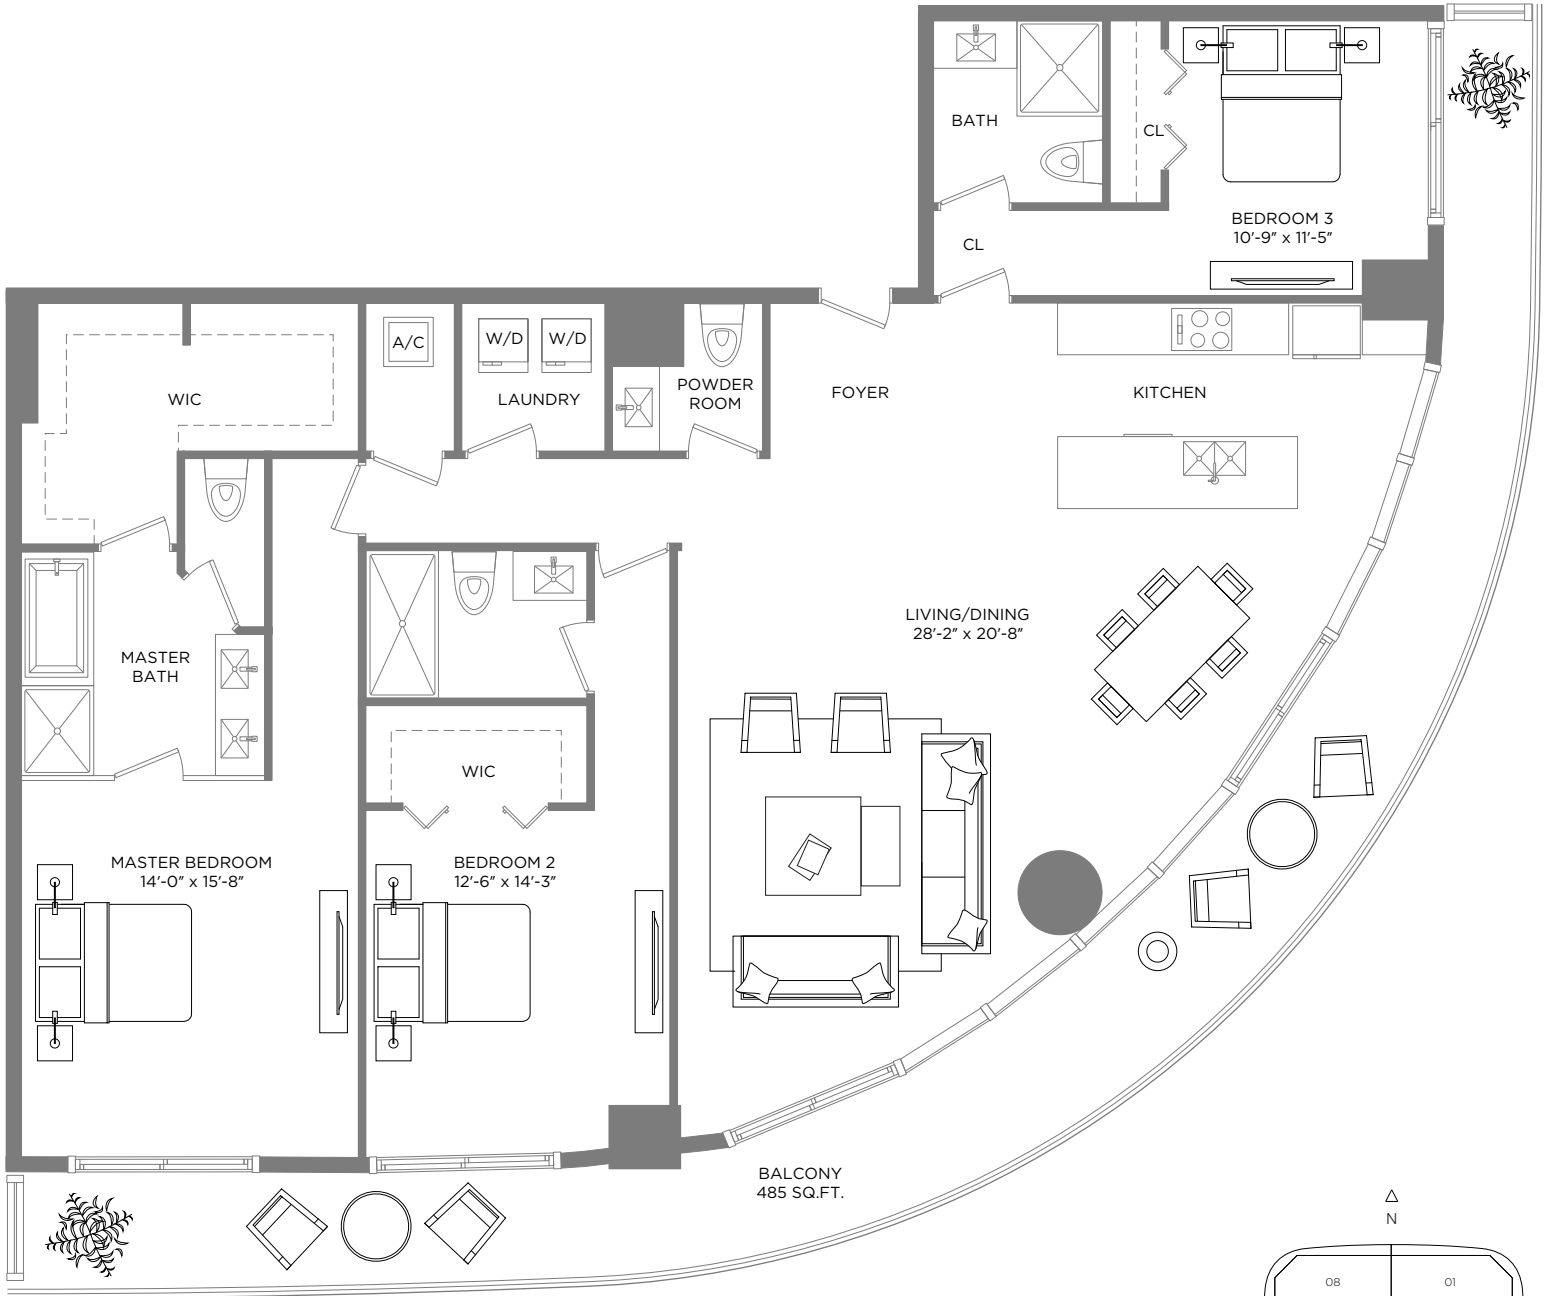 BATH
CL
BEDROOM 3
10'-9" x 11'-5"
CL
A/C
W/D
W/D
WIC
LAUNDRY
POWDER
ROOM
FOYER
KITCHEN
LIVING/DINING
28'-2" x 20'-8"
MASTER
BATH
WIC
MASTER BEDROOM
14'-0" x 15'-8"
BEDROOM 2
12'-6" x 14'-3"
BALCONY
485 SQ.FT.
N
08
01